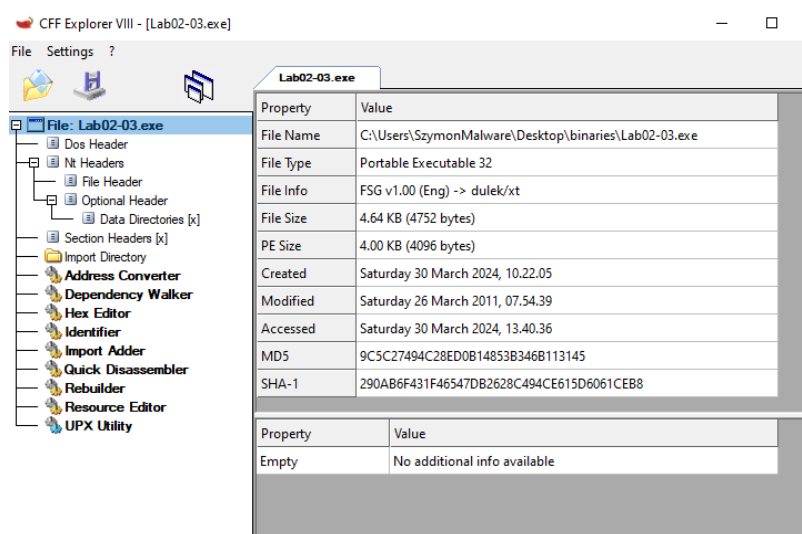 CFF Explorer VIII - [Lab02-03.exe]
File Settings ?
Lab02-03.exe
File: Lab02-03.exe
Dos Header
Nt Headers
File Header
Optional Header
Data Directories [x]
Section Headers [x]
Import Directory
Address Converter
Dependency Walker
Hex Editor
Identifier
Import Adder
Quick Disassembler
Rebuilder
Resource Editor
UPX Utility
Property Value
File Name C:\Users\SzymonMalware\Desktop\binaries\Lab02-03.exe
File Type Portable Executable 32
File Info FSG v1.00 (Eng) -> dulek/xt
File Size 4.64 KB (4752 bytes)
PE Size 4.00 KB (4096 bytes)
Created Saturday 30 March 2024, 10.22.05
Modified Saturday 26 March 2011, 07.54.39
Accessed Saturday 30 March 2024, 13.40.36
MD5 9C5C27494C28ED0B14853B346B113145
SHA-1 290AB6F431F46547DB2628C494CE615D6061CEB8
Property Value
Empty No additional info available